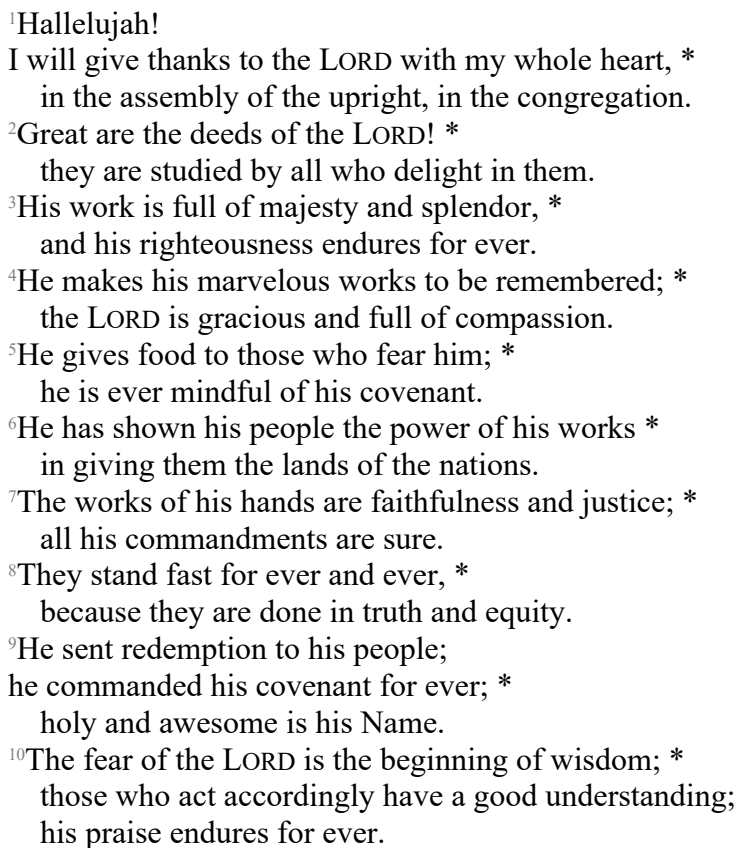 1Hallelujah!
I will give thanks to the LORD with my whole heart, *
in the assembly of the upright, in the congregation.
2Great are the deeds of the LORD! *
they are studied by all who delight in them.
3His work is full of majesty and splendor, *
and his righteousness endures for ever.
4He makes his marvelous works to be remembered; *
the LORD is gracious and full of compassion.
5He gives food to those who fear him; *
he is ever mindful of his covenant.
6He has shown his people the power of his works *
in giving them the lands of the nations.
7The works of his hands are faithfulness and justice; *
all his commandments are sure.
8They stand fast for ever and ever, *
because they are done in truth and equity.
9He sent redemption to his people;
he commanded his covenant for ever; *
holy and awesome is his Name.
10The fear of the LORD is the beginning of wisdom; *
those who act accordingly have a good understanding;
his praise endures for ever.